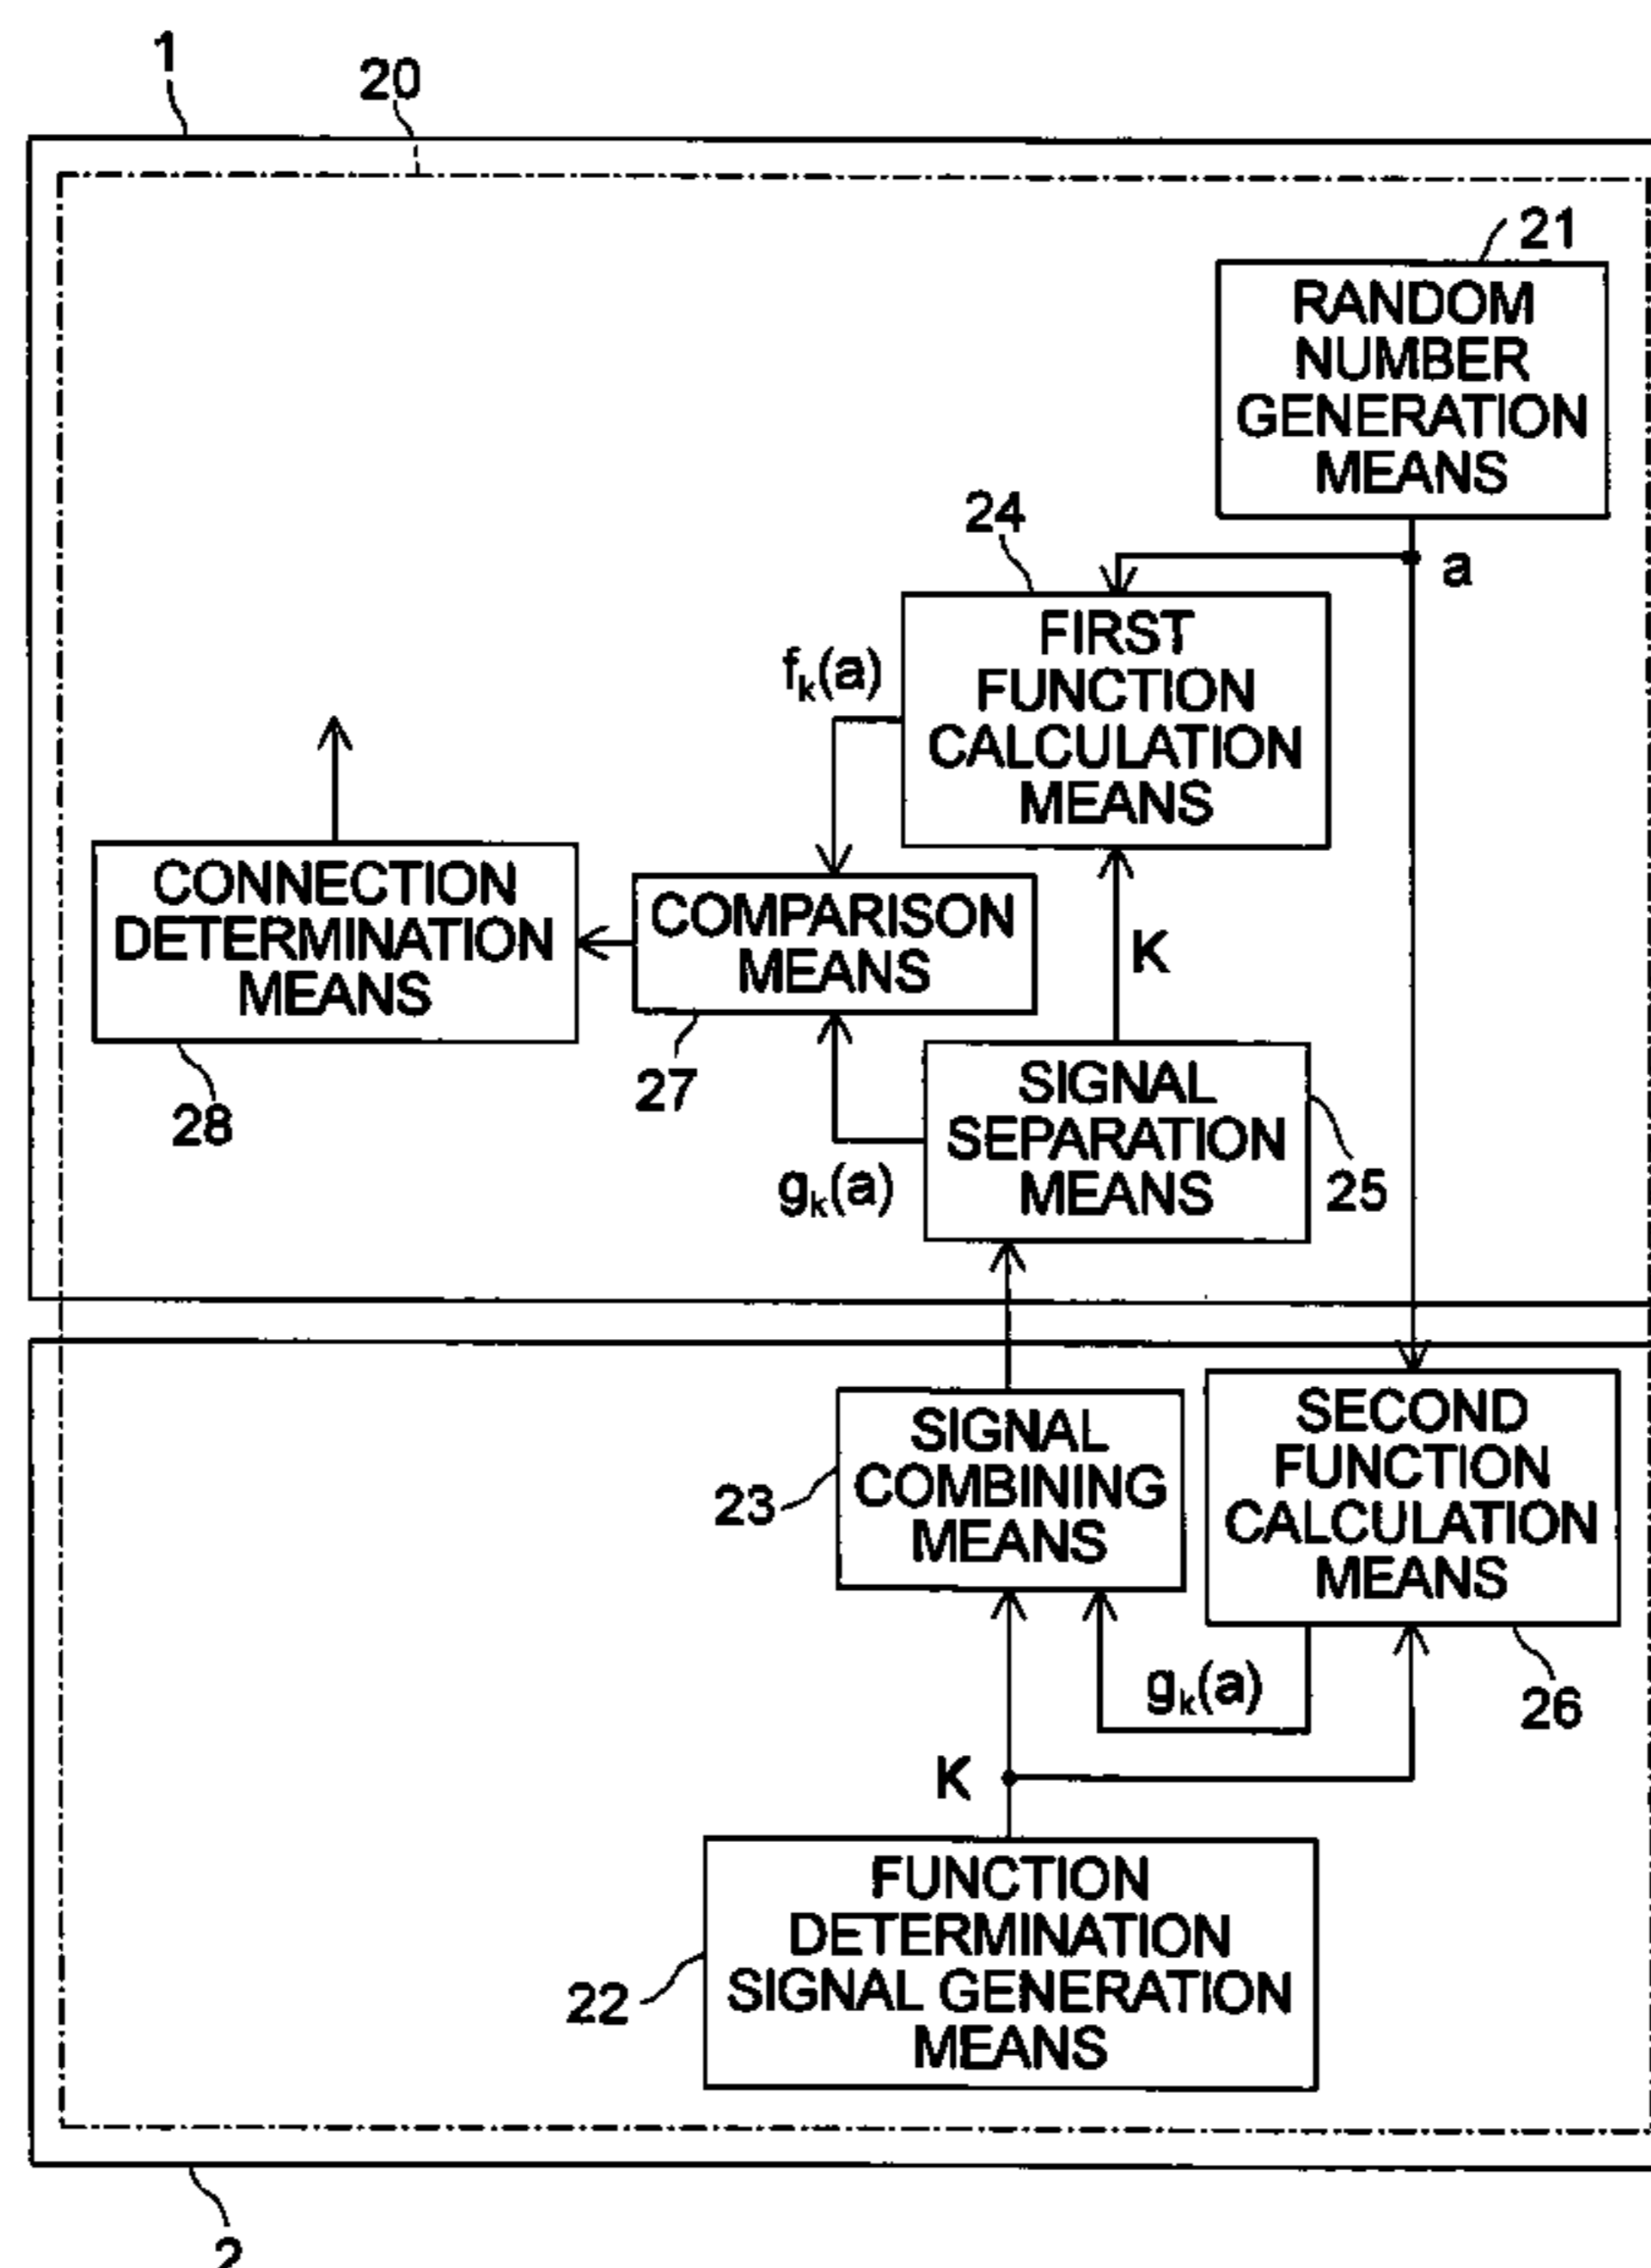 1
20
21
RANDOM
NUMBER
GENERATION
MEANS
a
24
FIRST
FUNCTION
CALCULATION
MEANS
fk(a)
CONNECTION
DETERMINATION
MEANS
28
COMPARISON
MEANS
27
K
SIGNAL
SEPARATION
MEANS
25
gk(a)
SIGNAL
COMBINING
MEANS
23
SECOND
FUNCTION
CALCULATION
MEANS
26
gk(a)
K
FUNCTION
DETERMINATION
SIGNAL GENERATION
MEANS
22
2